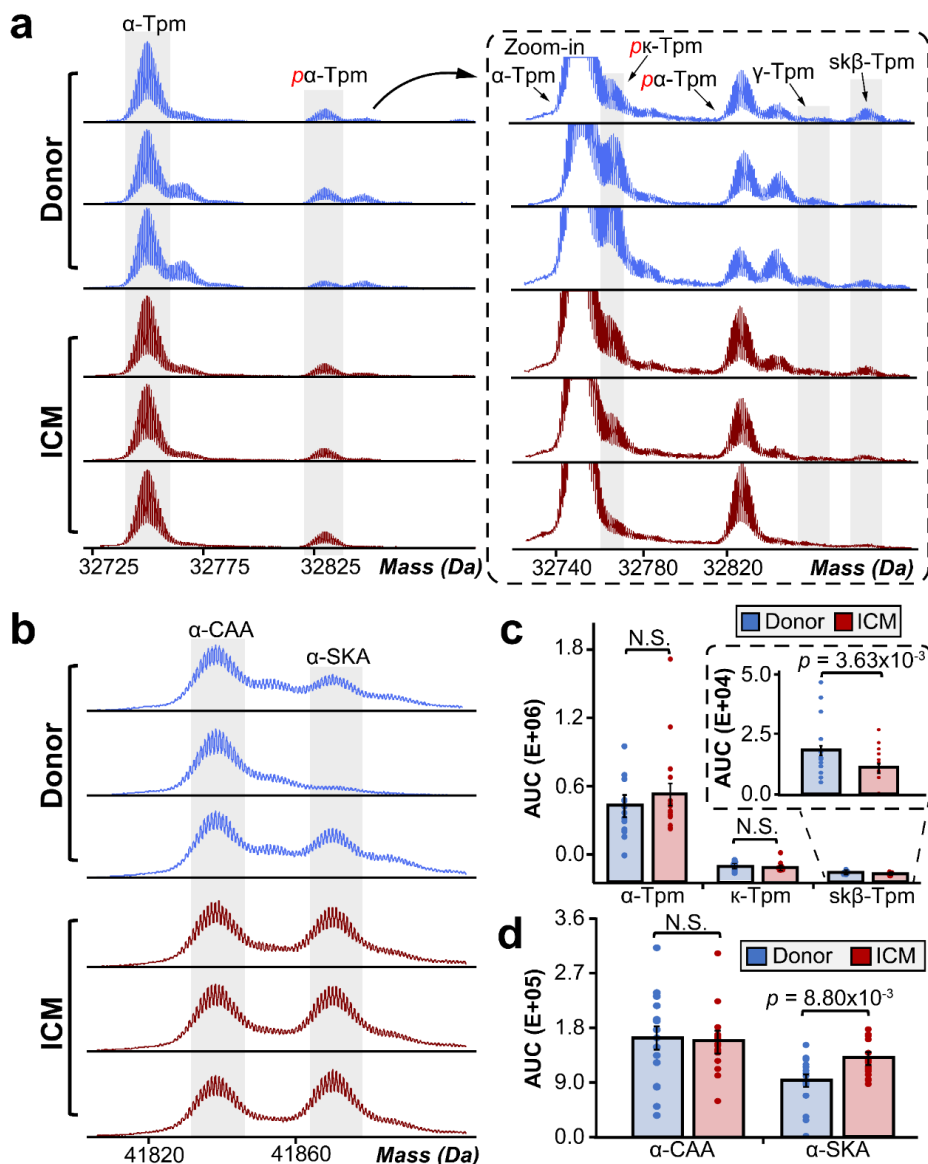 a
α-Tpm
pα-Tpm
Zoom-in
α-Tpm
pκ-Tpm
pα-Tpm
γ-Tpm
skβ-Tpm
Donor
ICM
32725 32775 32825 Mass (Da)
32740 32780 32820 Mass (Da)
b
α-CAA
α-SKA
Donor
ICM
41820 41860 Mass (Da)
c
Donor ICM
AUC (E+06)
1.8
1.2
0.6
0.0
N.S.
N.S.
p = 3.63x10-3
AUC (E+04)
5.0
2.5
0.0
α-Tpm κ-Tpm skβ-Tpm
d
Donor ICM
AUC (E+05)
3.6
2.7
1.8
9.0
0.0
N.S.
p = 8.80x10-3
α-CAA α-SKA